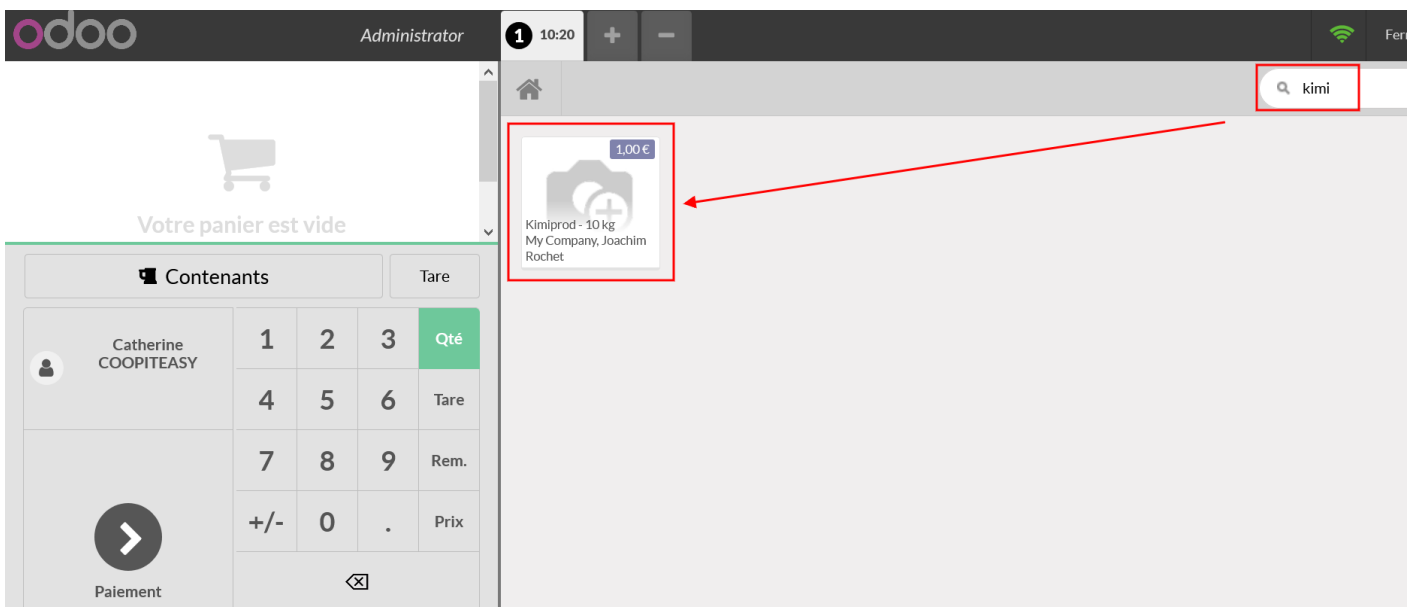 odoo
Administrator
1 10:20
kimi
Votre panier est vide
1,00 €
Kimiprod - 10 kg
My Company, Joachim
Rochet
Contenants
Tare
Catherine
COOPITEASY
1 2 3 Qté
4 5 6 Tare
7 8 9 Rem.
+/- 0 . Prix
Paiement